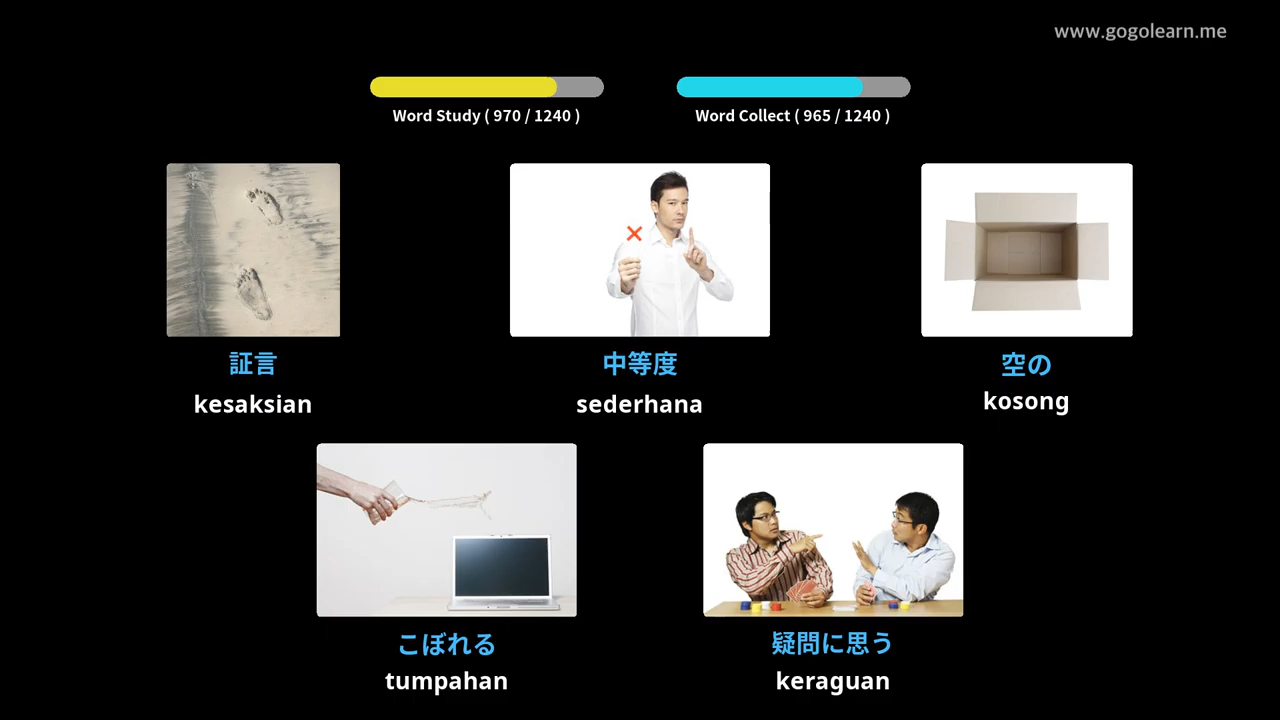 www.gogolearn.me
Word Study ( 970 / 1240 )
Word Collect ( 965 / 1240 )
証言
kesaksian
中等度
sederhana
空の
kosong
こぼれる
tumpahan
疑問に思う
keraguan